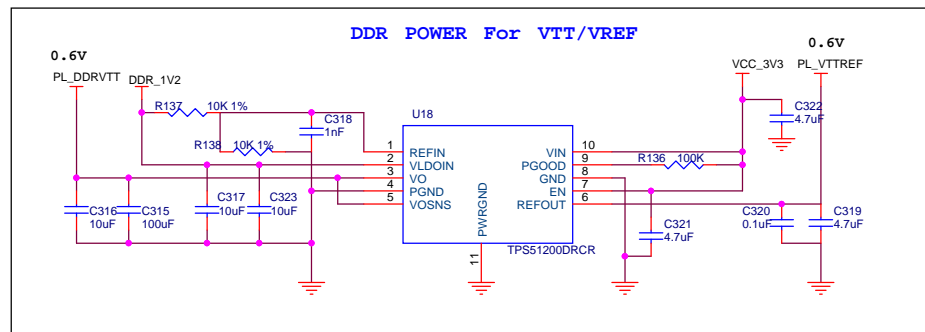 DDR POWER For VTT/VREF
0.6V
0.6V
PL_DDRVTT
DDR_1V2
VCC_3V3
PL_VTTREF
R137
10K 1%
C318
1nF
U18
C322
4.7uF
R138
10K 1%
1
REFIN
VIN
10
2
VLDOIN
PGOOD
9
R136
100K
3
VO
GND
8
4
PGND
EN
7
5
VOSNS
REFOUT
6
C316
10uF
C315
100uF
C317
10uF
C323
10uF
PWRGND
11
C321
4.7uF
C320
0.1uF
C319
4.7uF
TPS51200DRCR